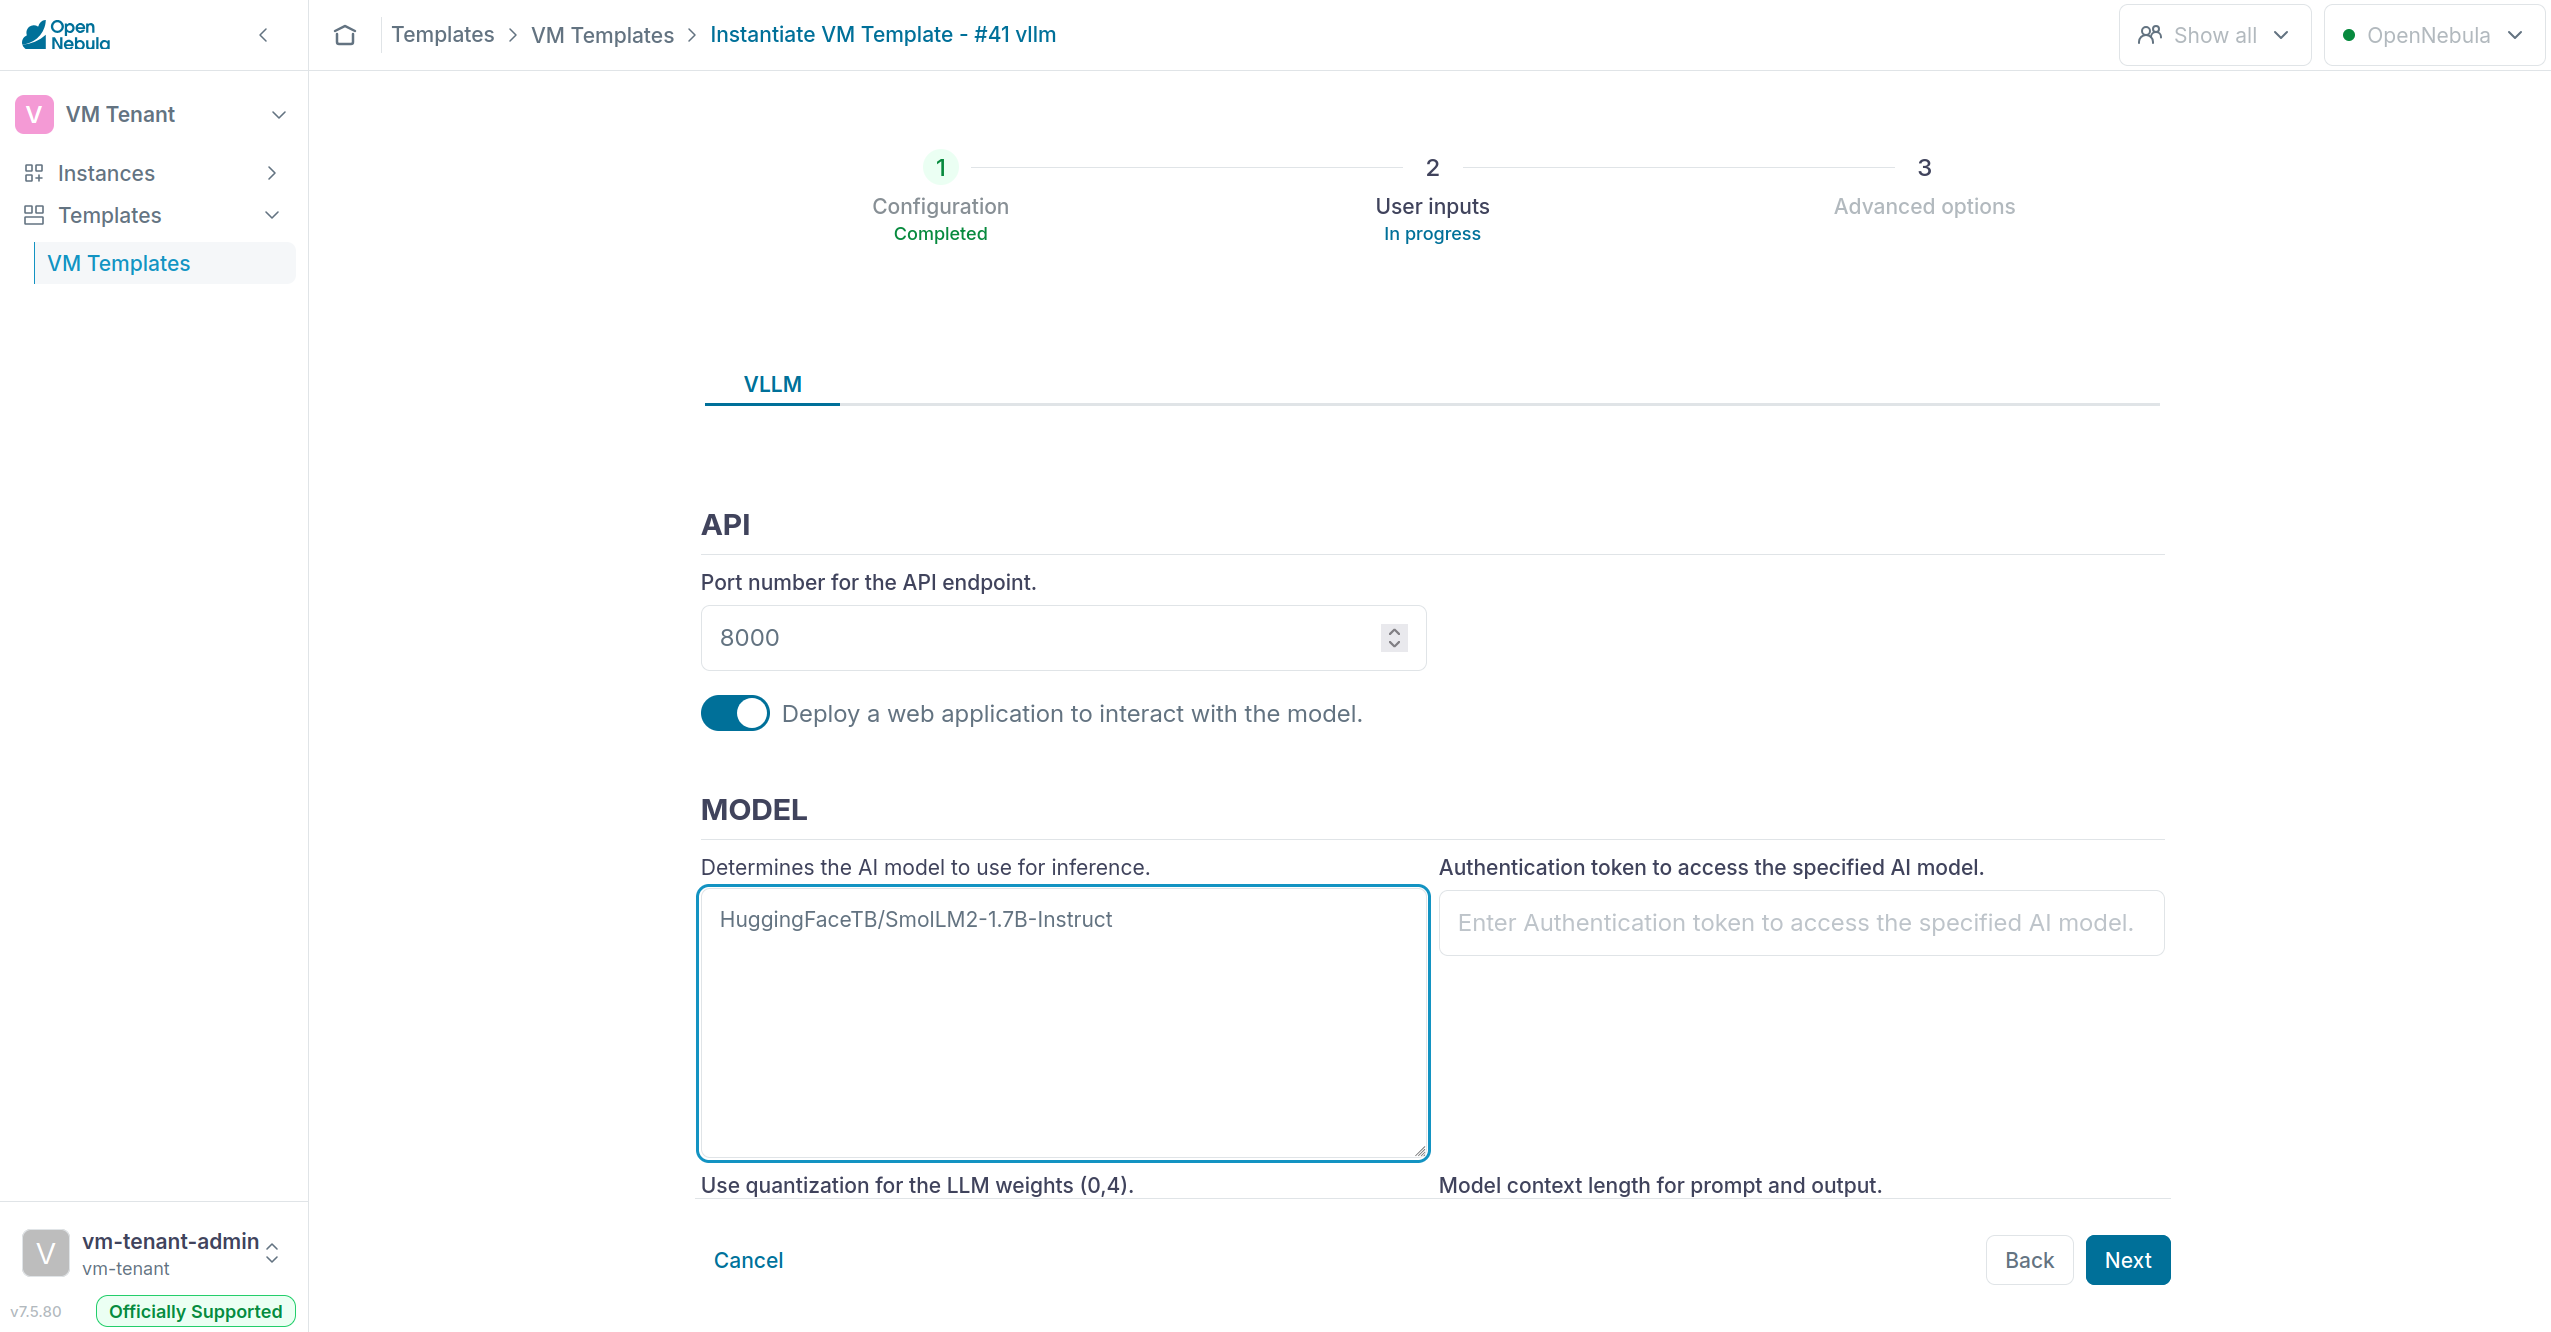 Open
Nebula
Templates > VM Templates > Instantiate VM Template - #41 vllm
Show all
OpenNebula
V VM Tenant
Instances
Templates
VM Templates
1
Configuration
Completed
2
User inputs
In progress
3
Advanced options
VLLM
API
Port number for the API endpoint.
8000
Deploy a web application to interact with the model.
MODEL
Determines the AI model to use for inference.
HuggingFaceTB/SmolLM2-1.7B-Instruct
Authentication token to access the specified AI model.
Enter Authentication token to access the specified AI model.
Use quantization for the LLM weights (0,4).
Model context length for prompt and output.
Cancel
Back
Next
V
vm-tenant-admin
vm-tenant
v7.5.80
Officially Supported